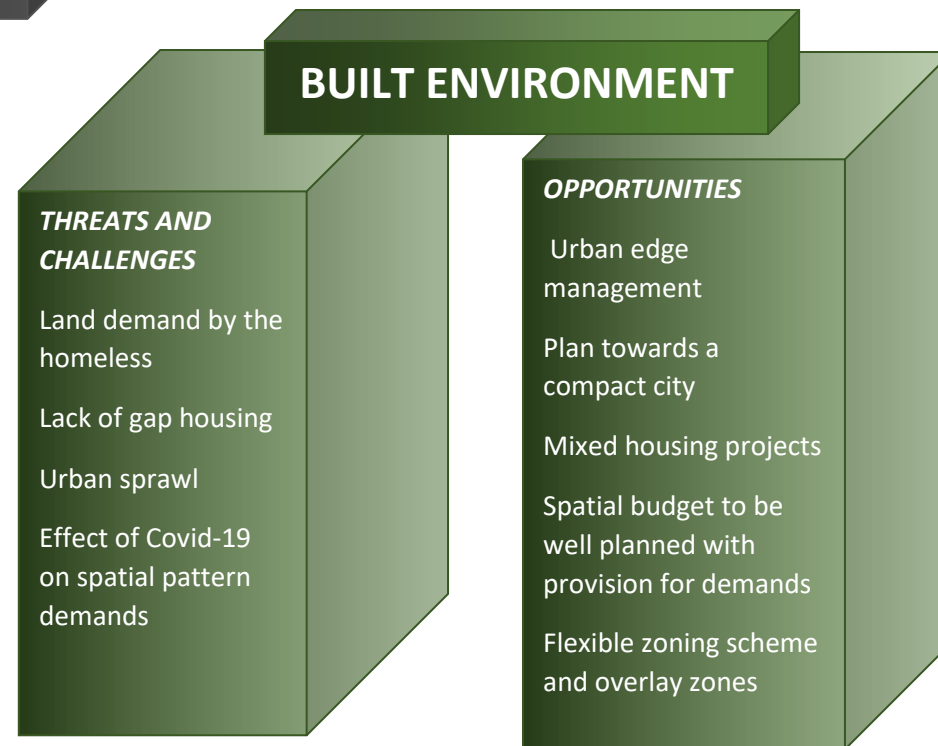 BUILT ENVIRONMENT
THREATS AND
CHALLENGES
Land demand by the
homeless
Lack of gap housing
Urban sprawl
Effect of Covid-19
on spatial pattern
demands
OPPORTUNITIES
Urban edge
management
Plan towards a
compact city
Mixed housing projects
Spatial budget to be
well planned with
provision for demands
Flexible zoning scheme
and overlay zones